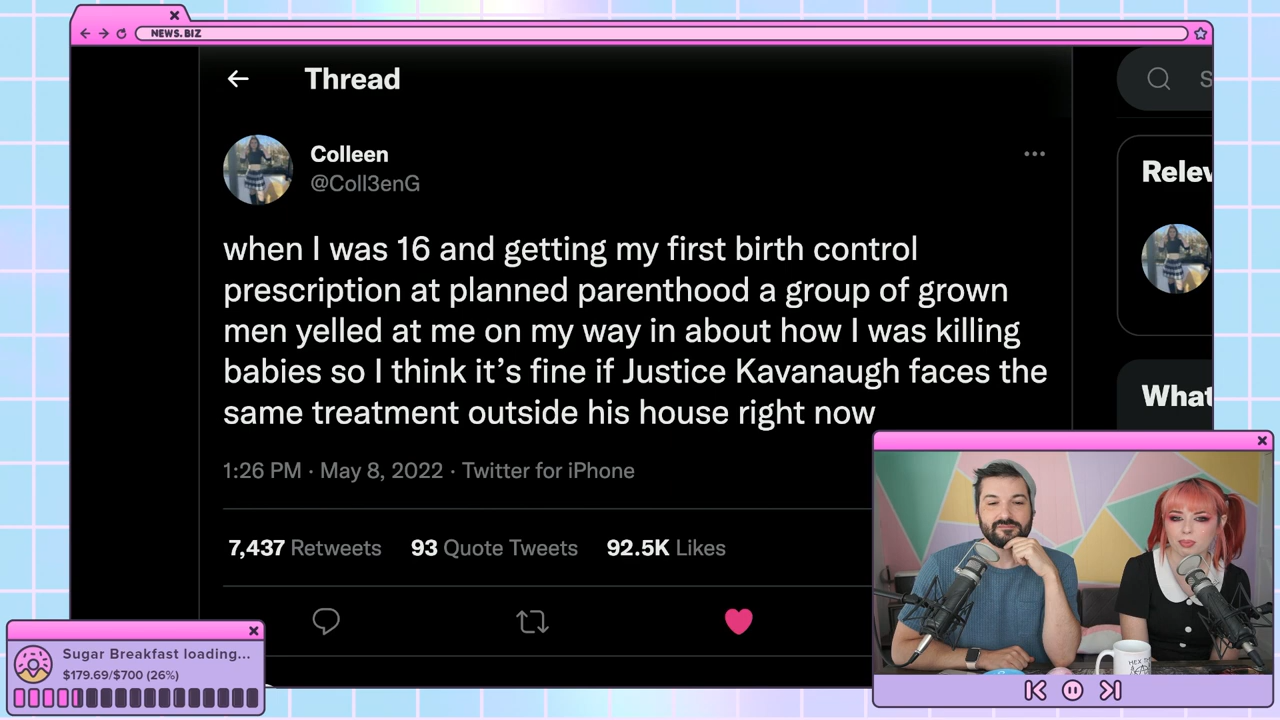 NEWS.BIZ
Thread
Colleen
@Coll3enG
when I was 16 and getting my first birth control
prescription at planned parenthood a group of grown
men yelled at me on my way in about how I was killing
babies so I think it’s fine if Justice Kavanaugh faces the
same treatment outside his house right now
1:26 PM · May 8, 2022 · Twitter for iPhone
7,437 Retweets 93 Quote Tweets 92.5K Likes
S
Relev
What
Sugar Breakfast loading...
$179.69/$700 (26%)
HEX